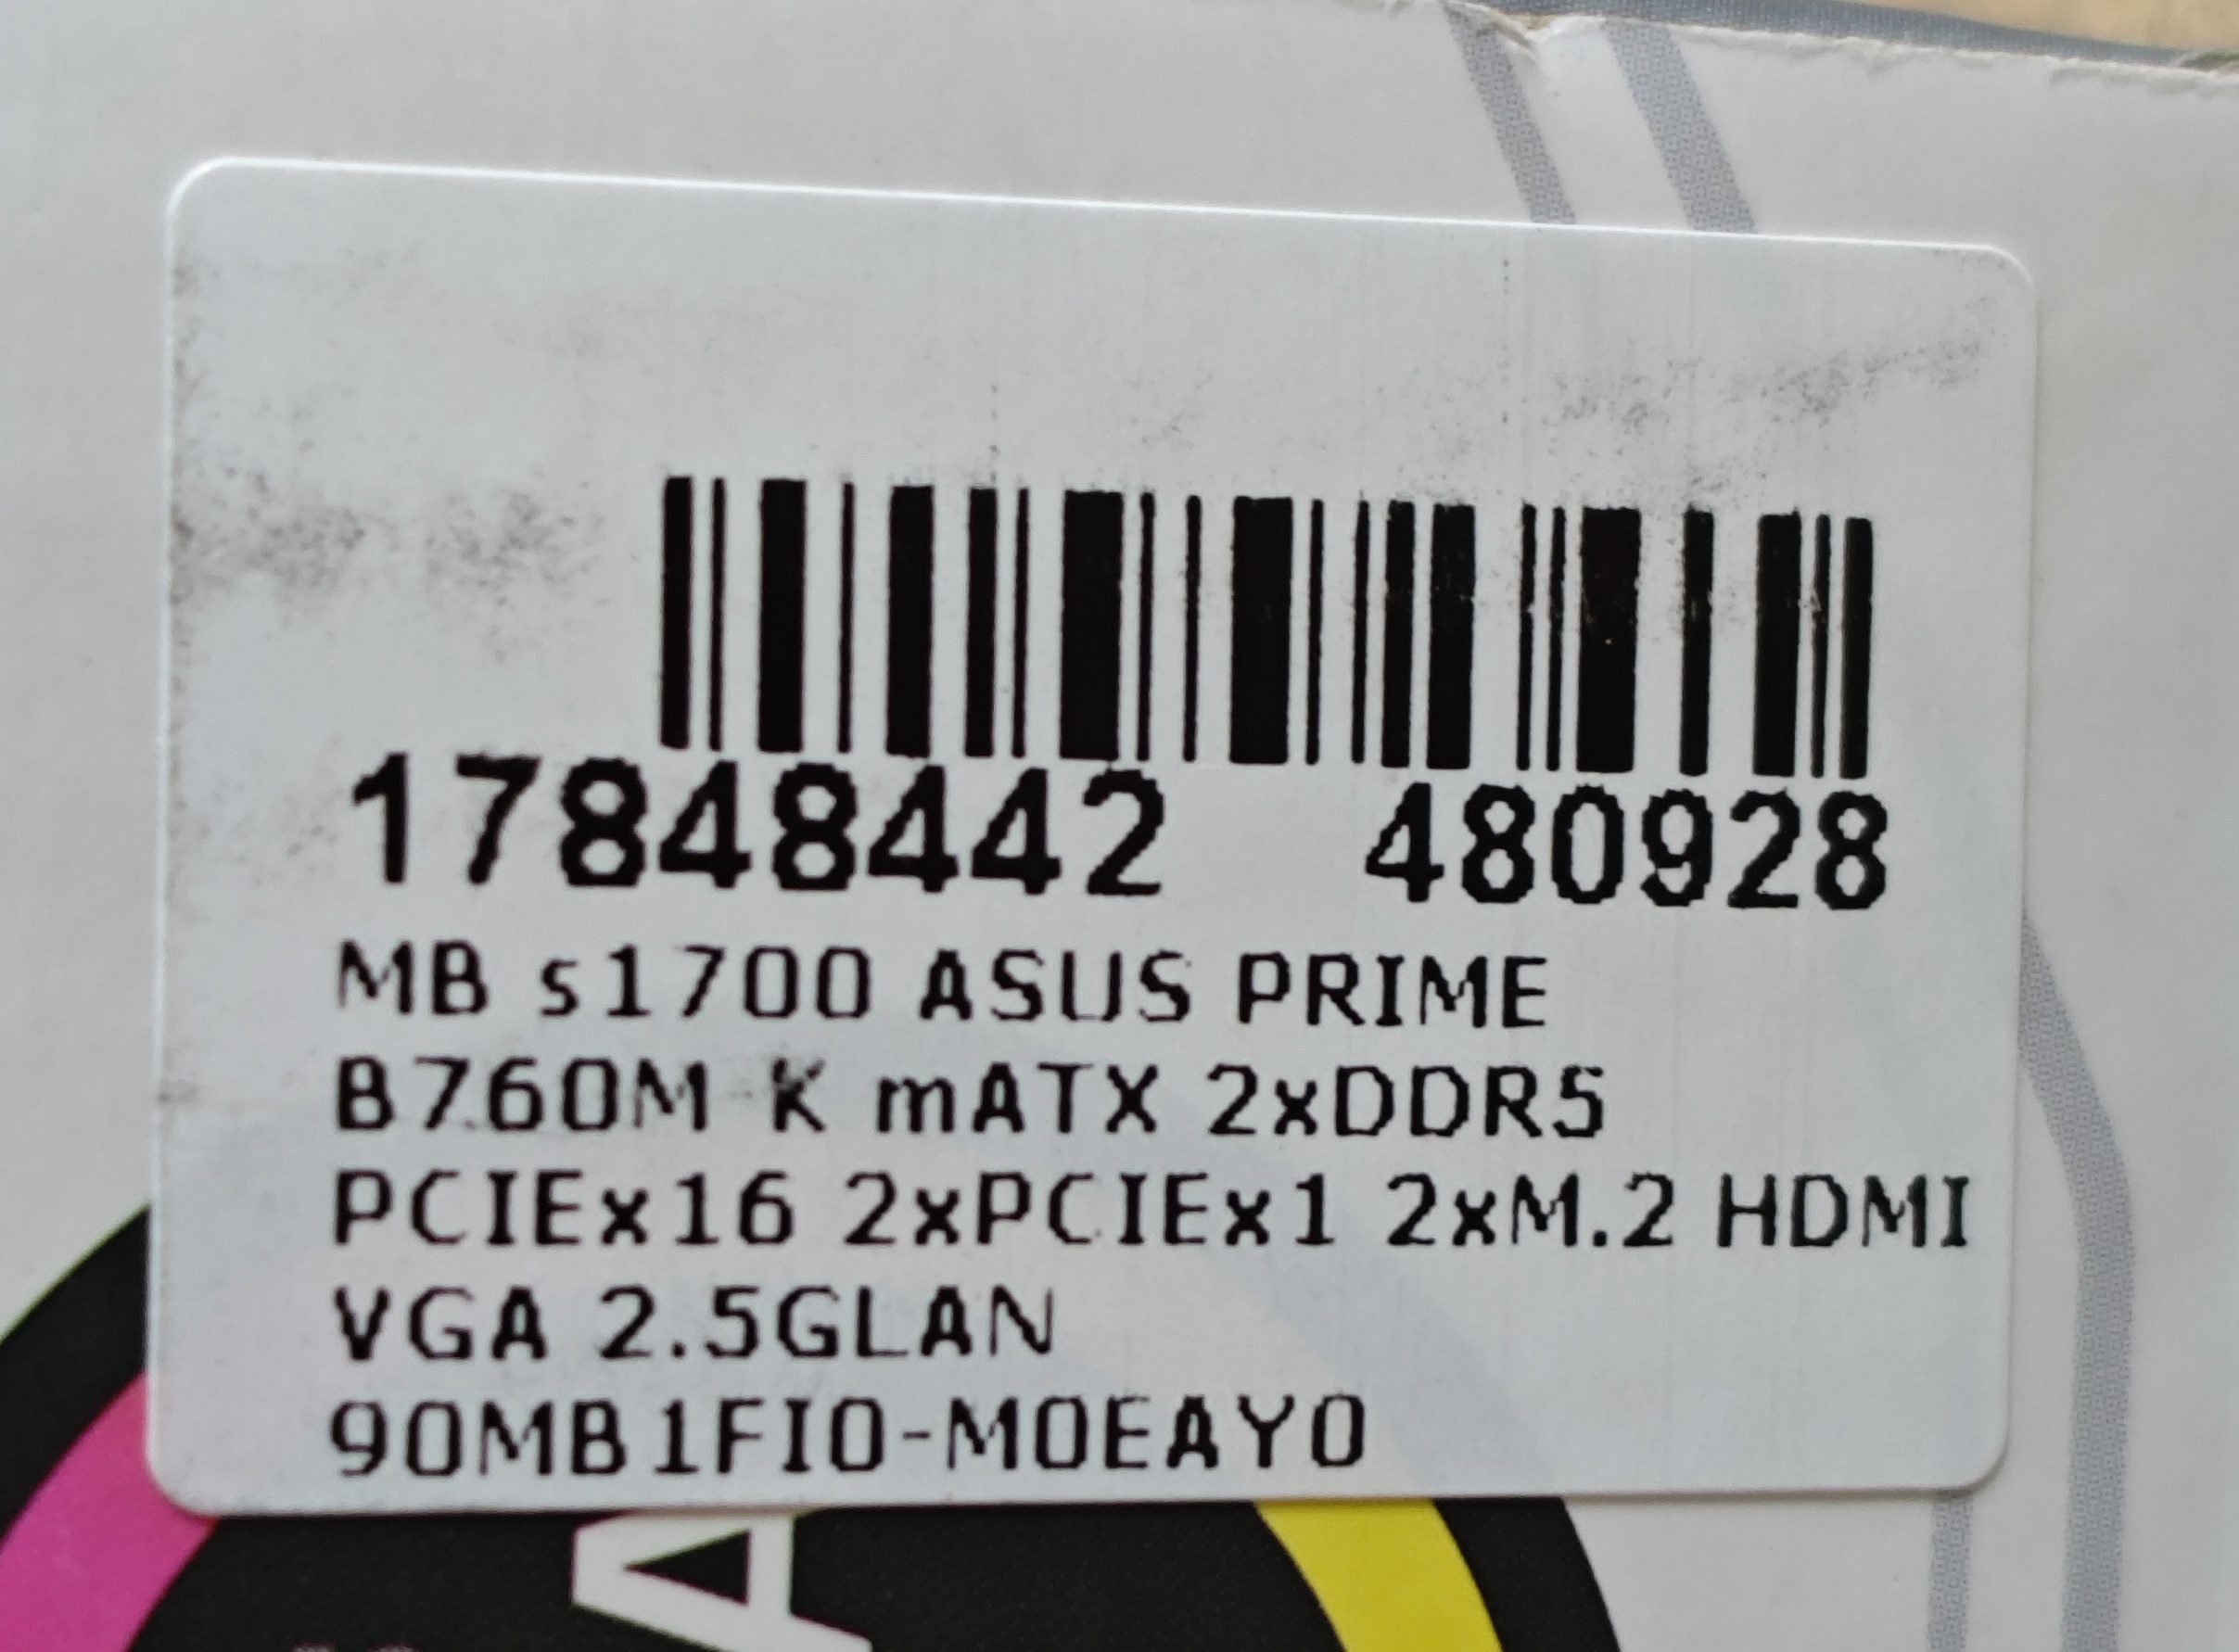 17848442 480928
MB s1700 ASUS PRIME
B760M K mATX 2xDDR5
PCIEx16 2xPCIEx1 2xM.2 HDMI
VGA 2.5GLAN
90MB1FI0-M0EAY0
A